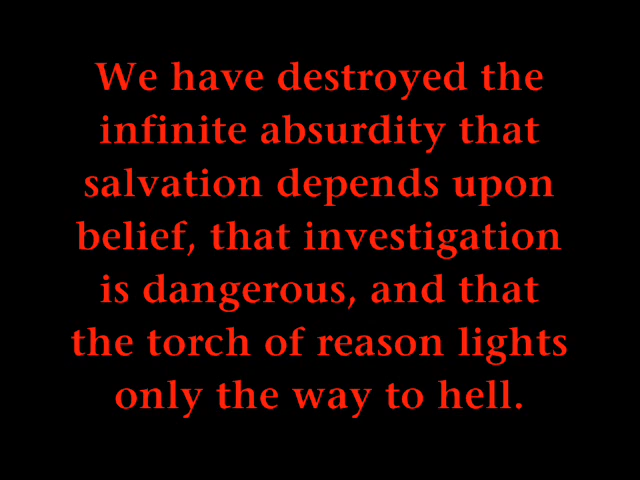 We have destroyed the
infinite absurdity that
salvation depends upon
belief, that investigation
is dangerous, and that
the torch of reason lights
only the way to hell.